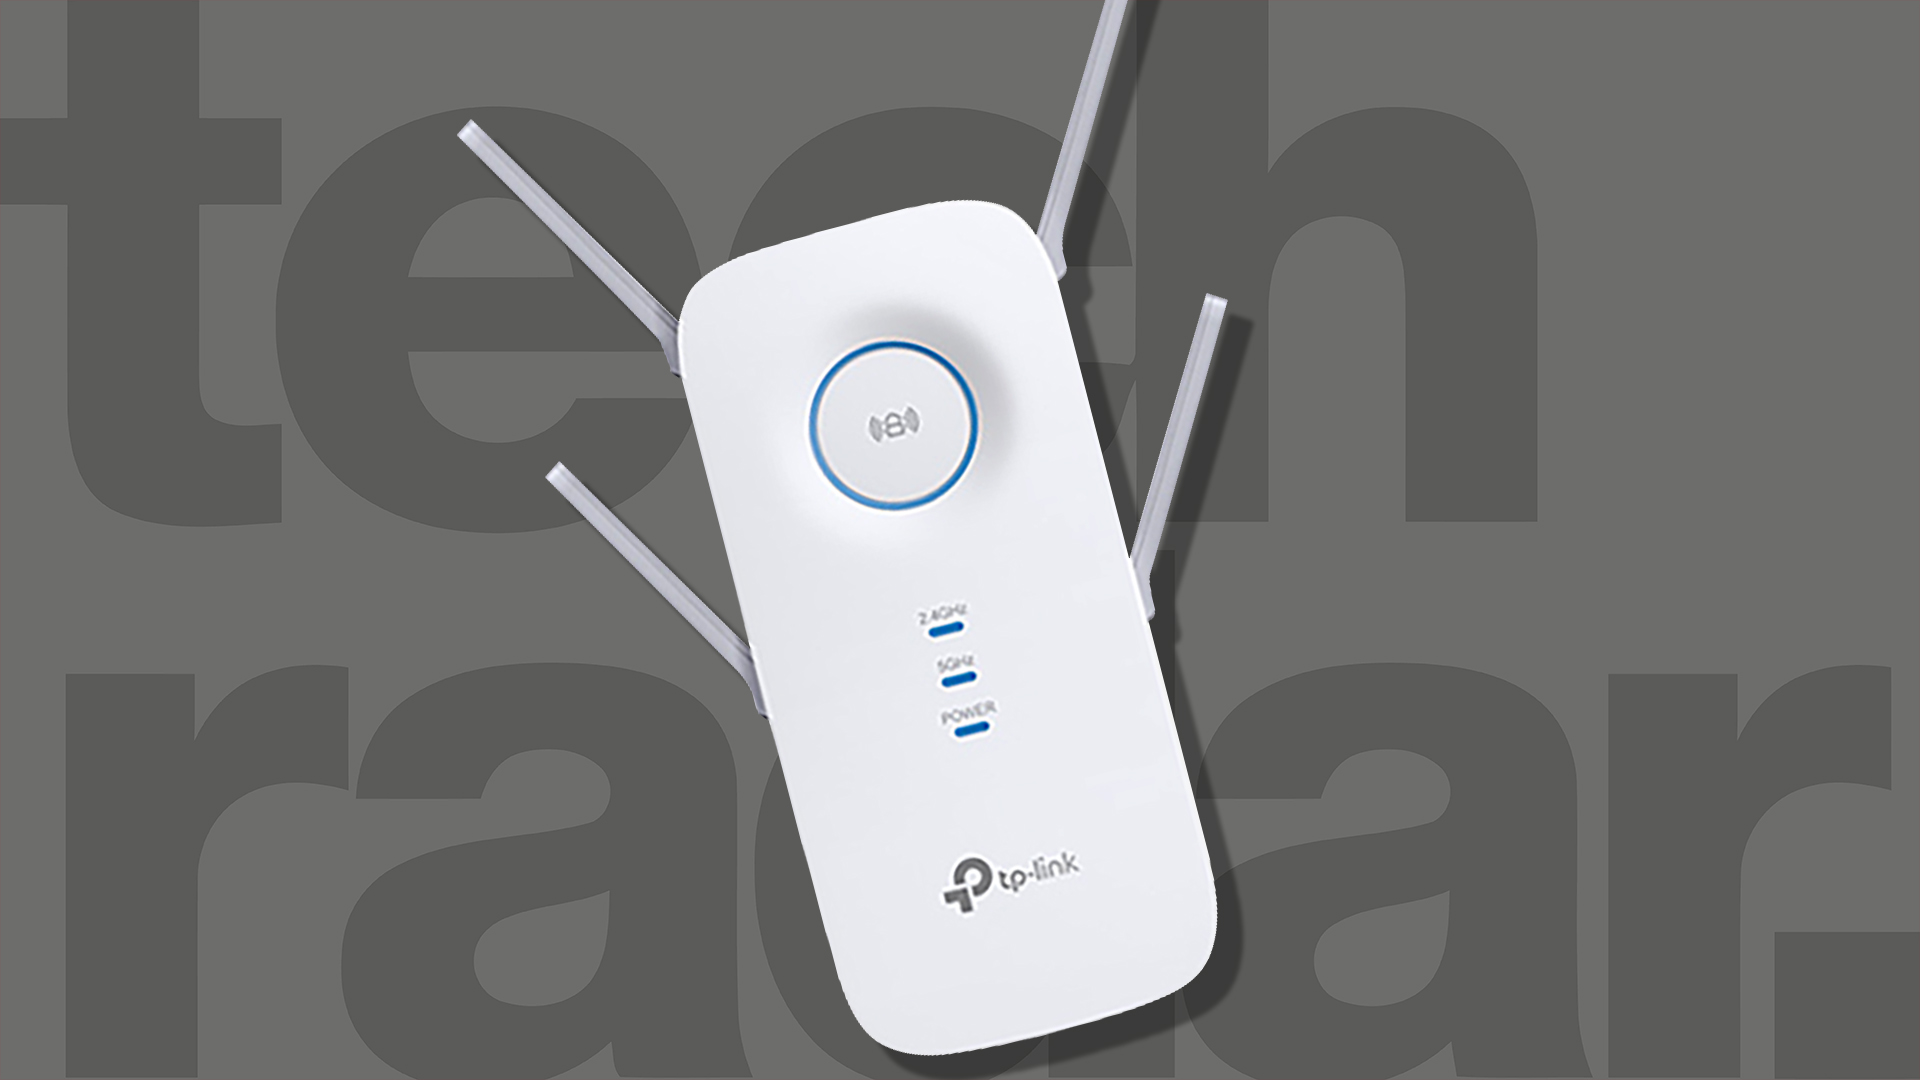 tech
radar.
2.4GHz
5GHz
POWER
tp-link